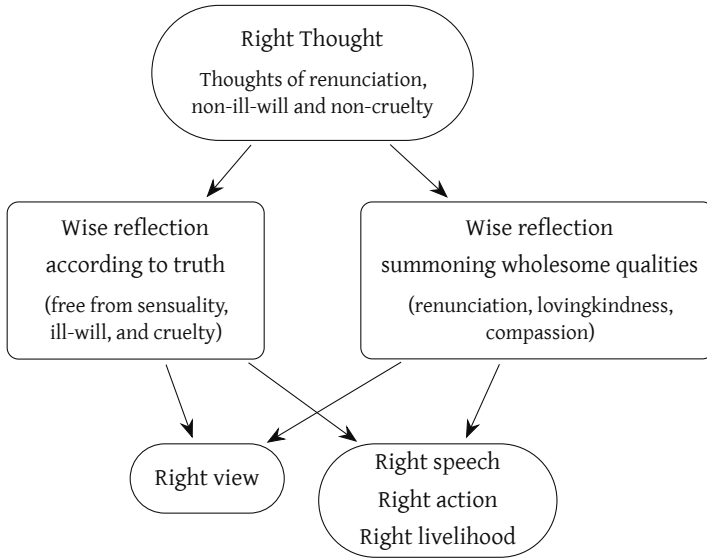 Right Thought
Thoughts of renunciation,
non-ill-will and non-cruelty
Wise reflection
according to truth
(free from sensuality,
ill-will, and cruelty)
Wise reflection
summoning wholesome qualities
(renunciation, lovingkindness,
compassion)
Right view
Right speech
Right action
Right livelihood